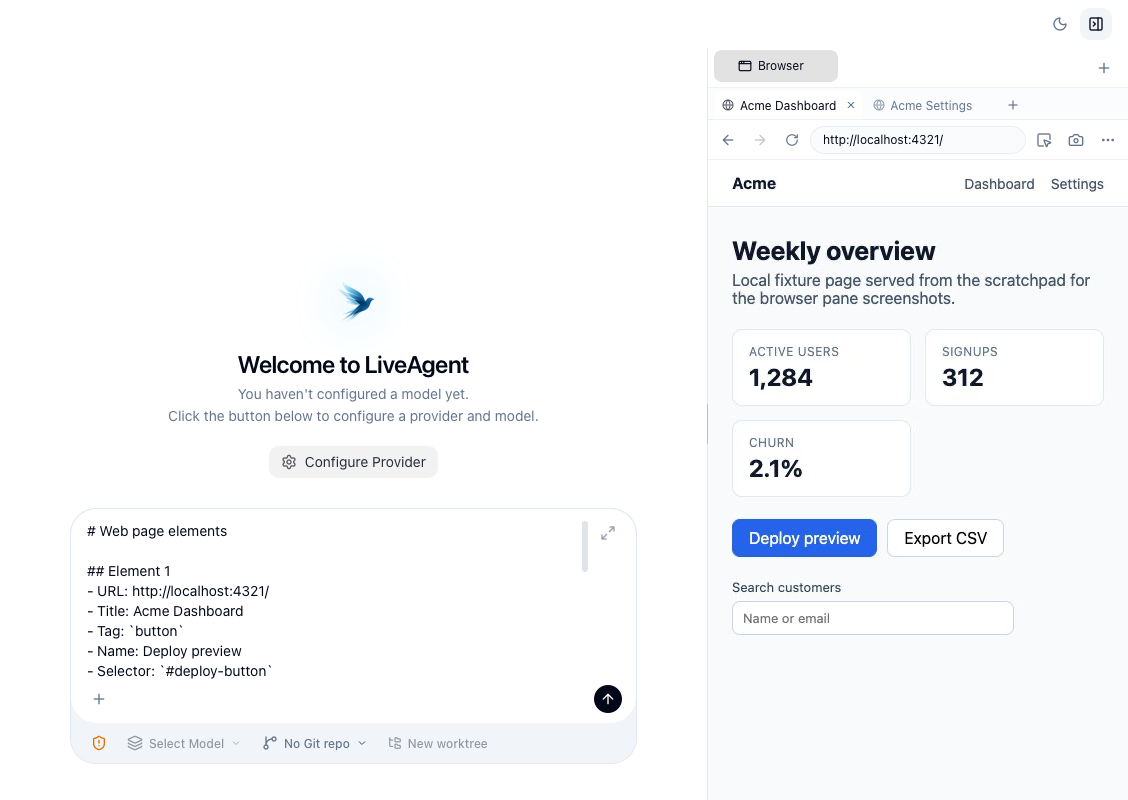 Browser
Acme Dashboard
Acme Settings
http://localhost:4321/
Acme
Dashboard
Settings
Weekly overview
Local fixture page served from the scratchpad for
the browser pane screenshots.
ACTIVE USERS
1,284
SIGNUPS
312
CHURN
2.1%
Deploy preview
Export CSV
Search customers
Name or email
Welcome to LiveAgent
You haven't configured a model yet.
Click the button below to configure a provider and model.
Configure Provider
# Web page elements
## Element 1
- URL: http://localhost:4321/
- Title: Acme Dashboard
- Tag: `button`
- Name: Deploy preview
- Selector: `#deploy-button`
Select Model
No Git repo
New worktree